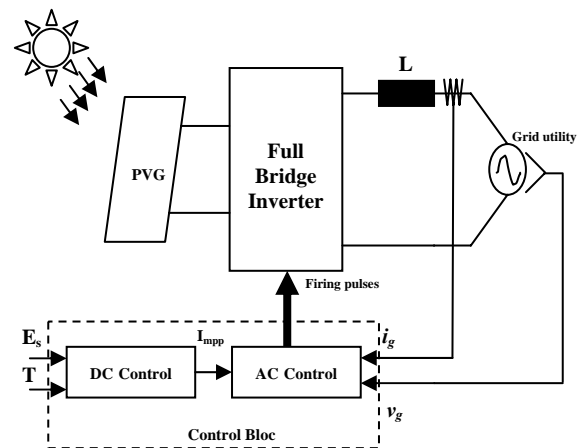 L
Grid utility
PVG
Full
Bridge
Inverter
Firing pulses
Es
Impp
ig
T
DC Control
AC Control
vg
Control Bloc